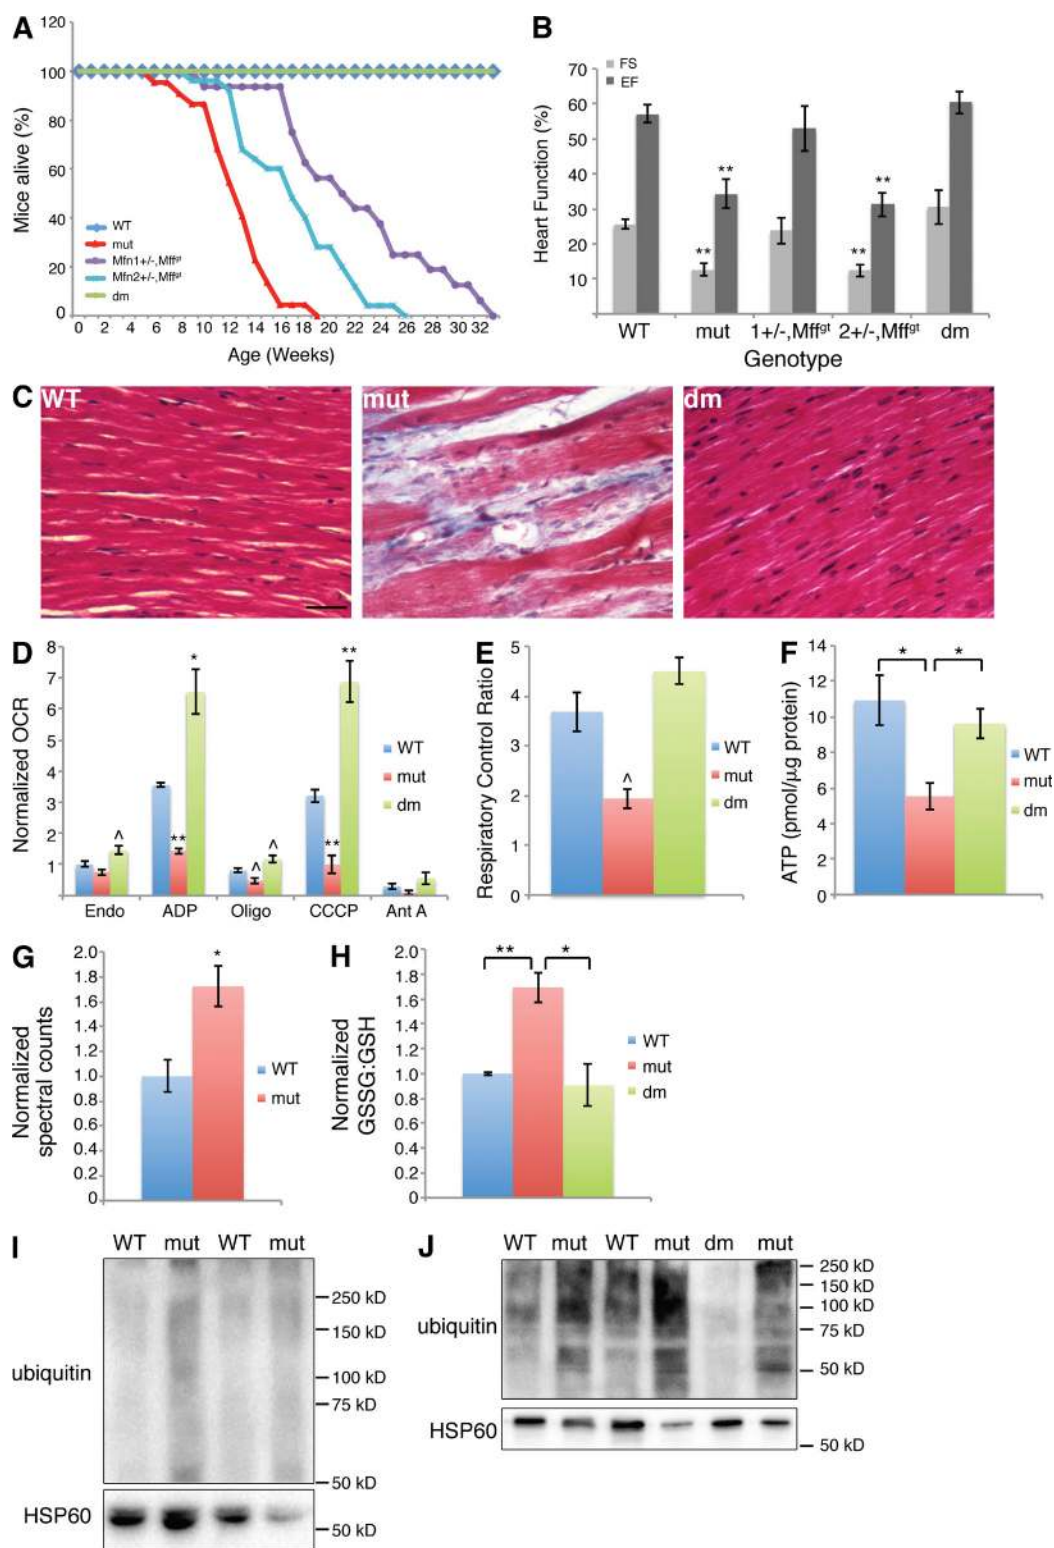 A
120
100
80
60
40
20
0
Mice alive (%)
WT
mut
Mfn1+/-,Mffgt
Mfn2+/-,Mffgt
dm
0 2 4 6 8 10 12 14 16 18 20 22 24 26 28 30 32
Age (Weeks)
B
FS
EF
70
60
50
40
30
20
10
Heart Function (%)
** ** ** **
WT mut 1+/-,Mffgt 2+/-,Mffgt dm
Genotype
C
WT
mut
dm
D
8
7
6
5
4
3
2
1
Normalized OCR
^ ** * ^ ^ ** **
Endo ADP Oligo CCCP Ant A
WT
mut
dm
E
5
4
3
2
1
0
Respiratory Control Ratio
^
WT
mut
dm
F
14
12
10
8
6
4
2
0
ATP (pmol/µg protein)
* *
WT
mut
dm
G
2.0
1.8
1.6
1.4
1.2
1.0
0.8
0.6
0.4
0.2
0
Normalized
spectral counts
*
WT
mut
H
2.0
1.8
1.6
1.4
1.2
1.0
0.8
0.6
0.4
0.2
0
Normalized
GSSG:GSH
** *
WT
mut
dm
I
WT mut WT mut
250 kD
150 kD
100 kD
75 kD
50 kD
ubiquitin
HSP60
50 kD
J
WT mut WT mut dm mut
250 kD
150 kD
100 kD
75 kD
50 kD
ubiquitin
HSP60
50 kD